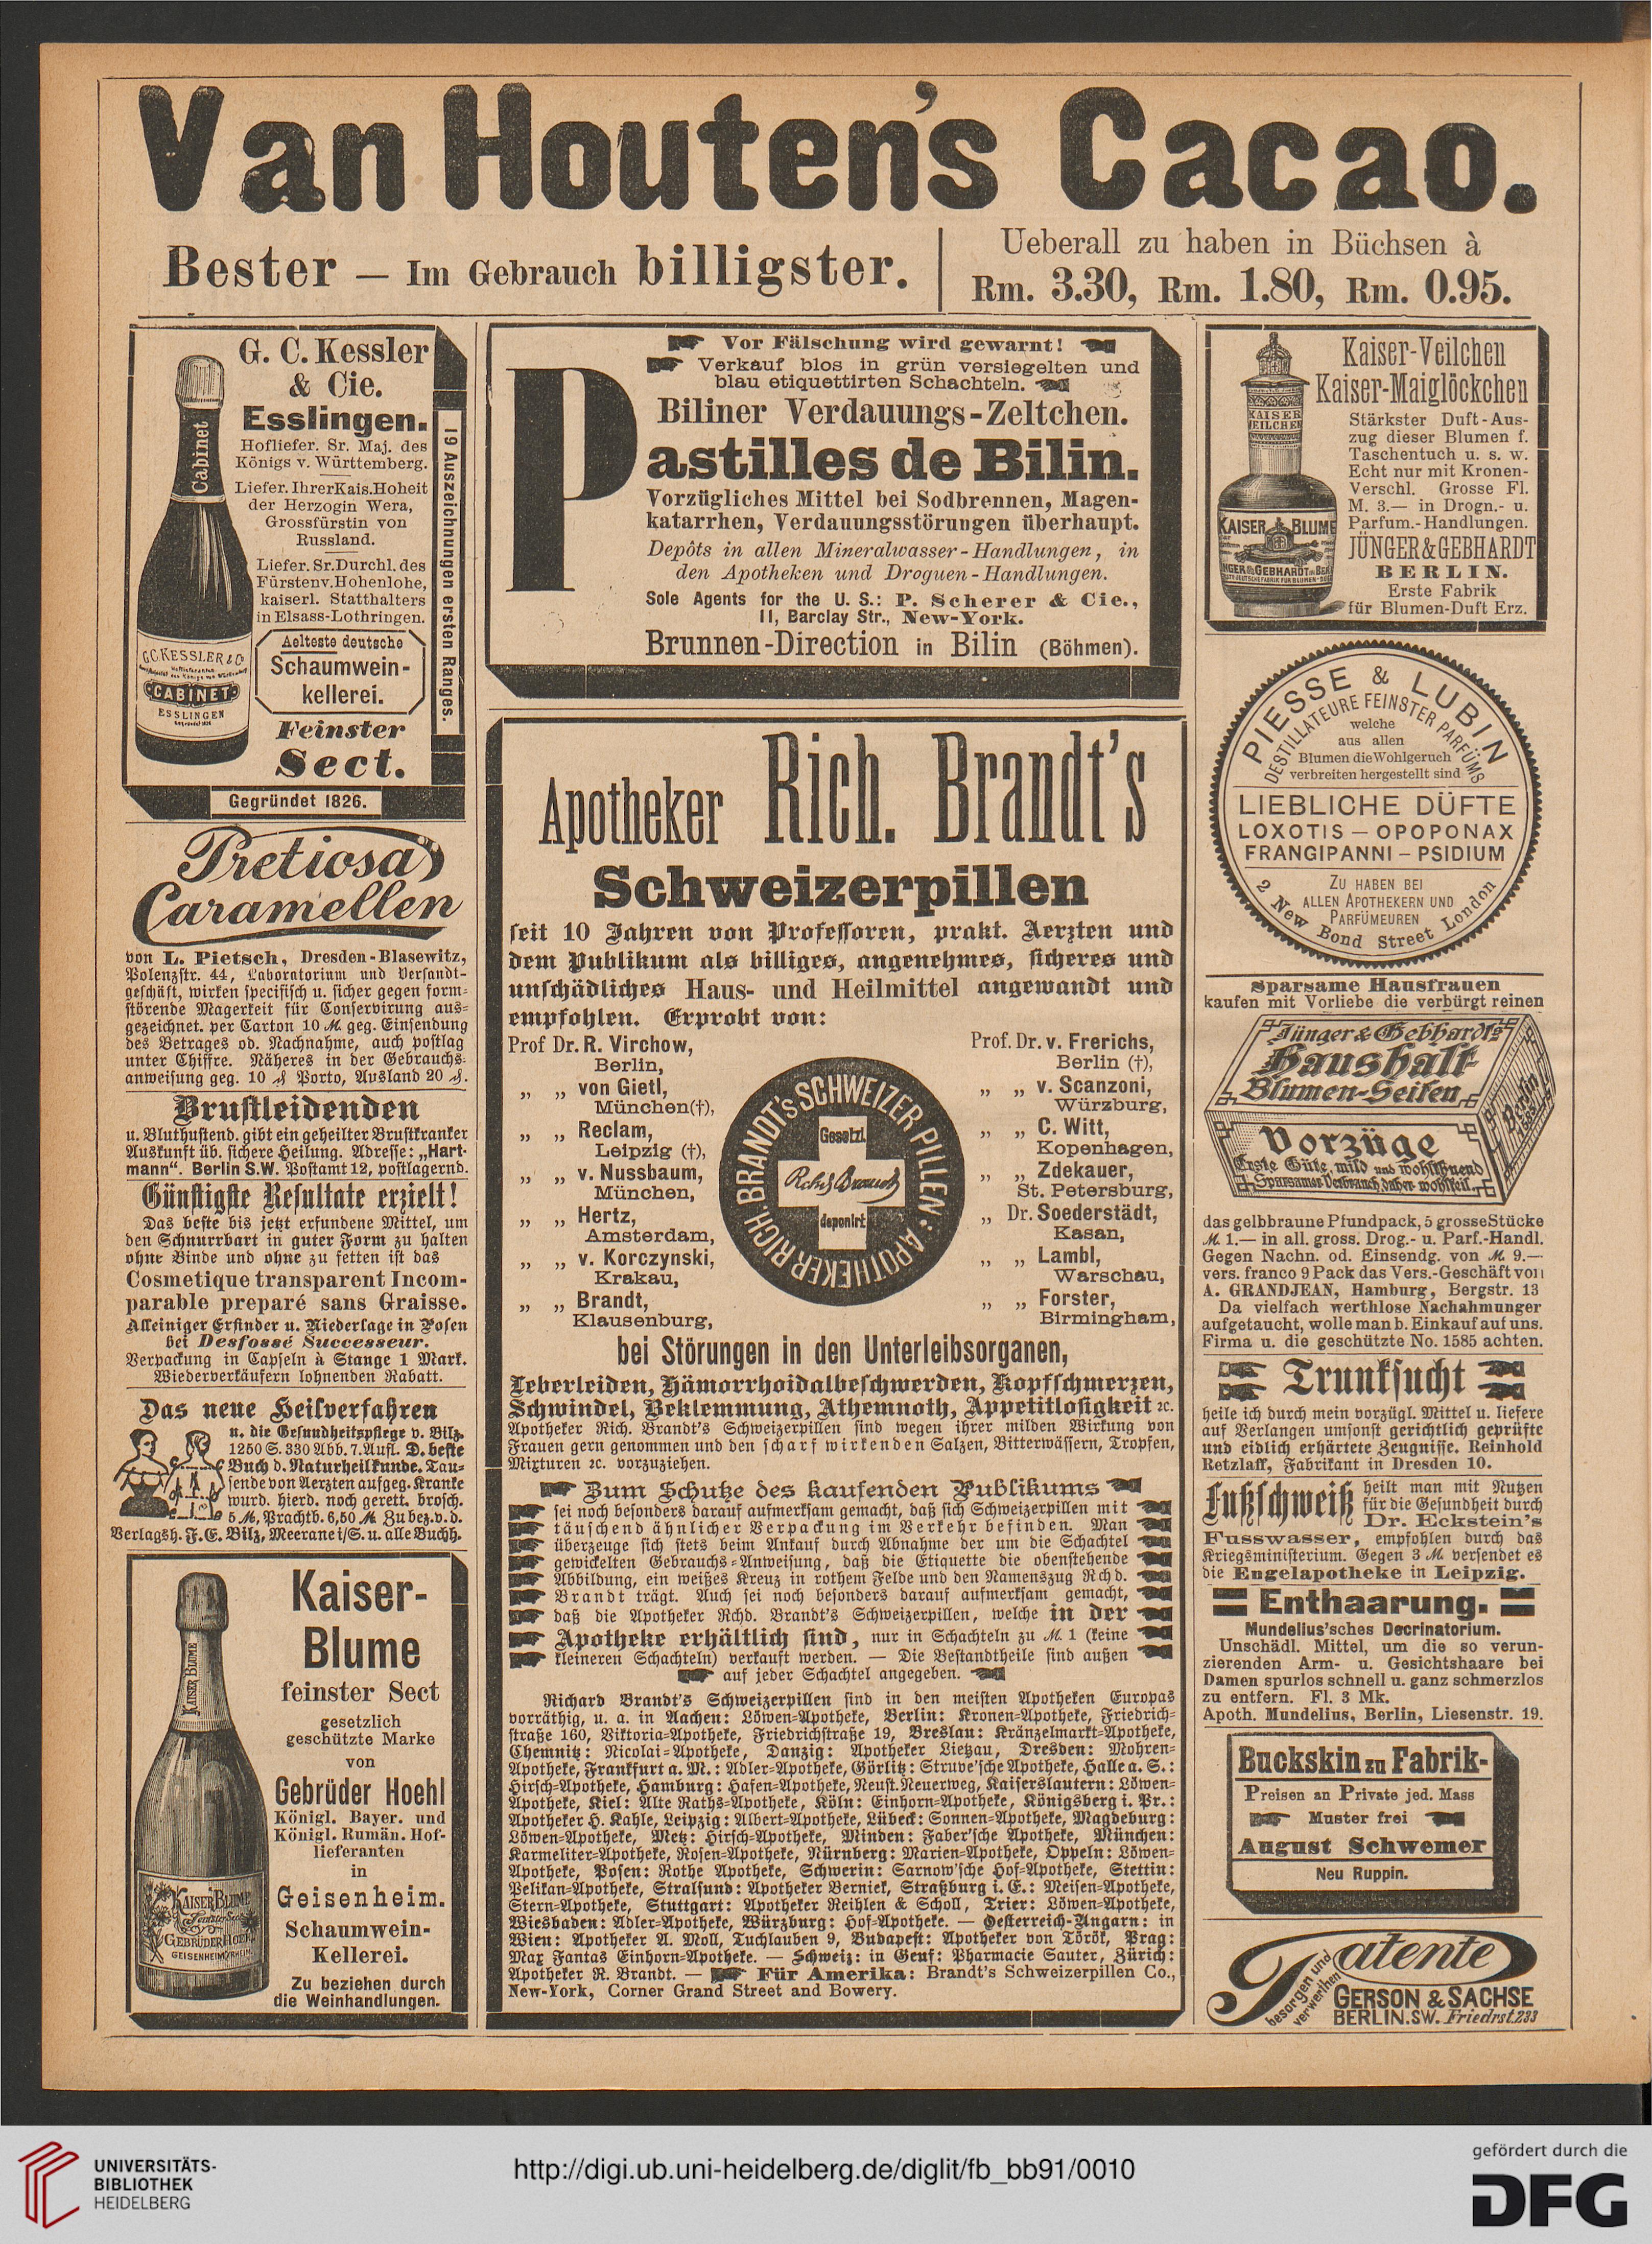 Van Houten's Cacao.
Bester — Im Gebrauch billigster.
Ueberall zu haben in Büchsen à
Rm. 3.30, Rm. 1.80, Rm. 0.95.
G. C. Kessler
& Cie.
Esslingen.
Hofliefer. Sr. Maj. des
Königs v. Württemberg.
Liefer. Ihrer Kais. Hoheit
der Herzogin Wera,
Grossfürstin von
Russland.
Liefer. Sr. Durchl. des
Fürsten v. Hohenlohe,
kaiserl. Statthalters
in Elsass-Lothringen.
Aelteste deutsche
Schaumwein-
kellerei.
Feinster
Sect.
Gegründet 1826.
19 Auszeichnungen ersten Ranges.
Cabinet
G.C. KESSLER & Co
CABINET
ESSLINGEN
Pretiosa
Caramellen
von L. Pietsch, Dresden-Blasewitz,
Polenzstr. 44, Laboratorium und Versandt-
geschäft, wirken specifisch u. sicher gegen form-
störende Magerkeit für Conservirung aus-
gezeichnet. per Carton 10 M. geg. Einsendung
des Betrages od. Nachnahme, auch postlag
unter Chiffre. Näheres in der Gebrauchs-
anweisung geg. 10 ₰ Porto, Ausland 20 ₰.
Brustleidenden
u. Bluthustend. gibt ein geheilter Brustkranker
Auskunft üb. sichere Heilung. Adresse: „Hart-
mann“. Berlin S.W. Postamt 12, postlagernd.
Günstigste Resultate erzielt!
Das beste bis jetzt erfundene Mittel, um
den Schnurrbart in guter Form zu halten
ohne Binde und ohne zu fetten ist das
Cosmetique transparent Incom-
parable preparé sans Graisse.
Alleiniger Erfinder u. Niederlage in Posen
bei Desfossé Successeur.
Verpackung in Capseln à Stange 1 Mark.
Wiederverkäufern lohnenden Rabatt.
Das neue Heilverfahren
u. die Gesundheitspflege v. Bilz.
1250 S. 330 Abb. 7. Aufl. D. beste
Buch d. Naturheilkunde. Tau-
sende von Aerzten aufgeg. Kranke
wurd. hierd. noch gerett. brosch.
5 M, Prachtb. 6,50 M. Zu bez. v. d.
Verlagsh. F. E. Bilz, Meerane i/S. u. alle Buchh.
Kaiser-
Blume
feinster Sect
gesetzlich
geschützte Marke
von
Gebrüder Hoehl
Königl. Bayer. und
Königl. Rumän. Hof-
lieferanten
in
Geisenheim.
Schaumwein-
Kellerei.
Zu beziehen durch
die Weinhandlungen.
KAISER BLUME
KAISER BLUME
Feinster Sect
GEBRÜDER HOEHL
GEISENHEIM
Vor Fälschung wird gewarnt!
Verkauf blos in grün versiegelten und
blau etiquettirten Schachteln.
Biliner Verdauungs-Zeltchen.
Pastilles de Bilin.
Vorzügliches Mittel bei Sodbrennen, Magen-
katarrhen, Verdauungsstörungen überhaupt.
Depôts in allen Mineralwasser-Handlungen, in
den Apotheken und Droguen-Handlungen.
Sole Agents for the U. S.: P. Scherer & Cie.,
11, Barclay Str., New-York.
Brunnen-Direction in Bilin (Böhmen).
Apotheker Rich. Brandt's
Schweizerpillen
seit 10 Jahren von Professoren, prakt. Aerzten und
dem Publikum als billiges, angenehmes, sicheres und
unschädliches Haus- und Heilmittel angewandt und
empfohlen. Erprobt von:
Prof Dr. R. Virchow,
Berlin,
„ „ von Gietl,
München(†),
„ „ Reclam,
Leipzig (†),
„ „ v. Nussbaum,
München,
„ „ Hertz,
Amsterdam,
„ „ v. Korczynski,
Krakau,
„ „ Brandt,
Klausenburg,
APOTHEKER RICH. BRANDT'S SCHWEIZER PILLEN:
Gesetzl.
Rchd Brandt
deponirt
Prof. Dr. v. Frerichs,
Berlin (†),
„ „ v. Scanzoni,
Würzburg,
„ „ C. Witt,
Kopenhagen,
„ „ Zdekauer,
St. Petersburg,
„ Dr. Soederstädt,
Kasan,
„ „ Lambl,
Warschau,
„ „ Forster,
Birmingham,
bei Störungen in den Unterleibsorganen,
Leberleiden, Hämorrhoidalbeschwerden, Kopfschmerzen,
Schwindel, Beklemmung, Athemnoth, Appetitlosigkeit ꝛc.
Apotheker Rich. Brandt's Schweizerpillen sind wegen ihrer milden Wirkung von
Frauen gern genommen und den scharf wirkenden Salzen, Bitterwässern, Tropfen,
Mixturen ꝛc. vorzuziehen.
Zum Schutze des kaufenden Publikums
sei noch besonders darauf aufmerksam gemacht, daß sich Schweizerpillen mit
täuschend ähnlicher Verpackung im Verkehr befinden. Man
überzeuge sich stets beim Ankauf durch Abnahme der um die Schachtel
gewickelten Gebrauchs-Anweisung, daß die Etiquette die obenstehende
Abbildung, ein weißes Kreuz in rothem Felde und den Namenszug Rchd.
Brandt trägt. Auch sei noch besonders darauf aufmerksam gemacht,
daß die Apotheker Rchd. Brandt's Schweizerpillen, welche in der
Apotheke erhältlich sind, nur in Schachteln zu M. 1 (keine
kleineren Schachteln) verkauft werden. — Die Bestandtheile sind außen
auf jeder Schachtel angegeben.
Richard Brandt's Schweizerpillen sind in den meisten Apotheken Europas
vorräthig, u. a. in Aachen: Löwen-Apotheke, Berlin: Kronen-Apotheke, Friedrich-
straße 160, Viktoria-Apotheke, Friedrichstraße 19, Breslau: Kränzelmarkt-Apotheke,
Chemnitz: Nicolai-Apotheke, Danzig: Apotheker Lietzau, Dresden: Mohren-
Apotheke, Frankfurt a. M.: Adler-Apotheke, Görlitz: Struve'sche Apotheke, Halle a. S.:
Hirsch-Apotheke, Hamburg: Hafen-Apotheke, Neust. Neuerweg, Kaiserslautern: Löwen-
Apotheke, Kiel: Alte Raths-Apotheke, Köln: Einhorn-Apotheke, Königsberg i. Pr.:
Apotheker H. Kahle, Leipzig: Albert-Apotheke, Lübeck: Sonnen-Apotheke, Magdeburg:
Löwen-Apotheke, Metz: Hirsch-Apotheke, Minden: Faber'sche Apotheke, München:
Karmeliter-Apotheke, Rosen-Apotheke, Nürnberg: Marien-Apotheke, Oppeln: Löwen-
Apotheke, Posen: Rothe Apotheke, Schwerin: Sarnow'sche Hof-Apotheke, Stettin:
Pelikan-Apotheke, Stralsund: Apotheker Berniek, Straßburg i. E.: Meisen-Apotheke,
Stern-Apotheke, Stuttgart: Apotheker Reihlen & Scholl, Trier: Löwen-Apotheke,
Wiesbaden: Adler-Apotheke, Würzburg: Hof-Apotheke. — Oesterreich-Ungarn: in
Wien: Apotheker A. Moll, Tuchlauben 9, Budapest: Apotheker von Török, Prag:
Max Fantas Einhorn-Apotheke. — Schweiz: in Genf: Pharmacie Sauter, Zürich:
Apotheker R. Brandt. — Für Amerika: Brandt's Schweizerpillen Co.,
New-York, Corner Grand Street and Bowery.
Kaiser-Veilchen
Kaiser-Maiglöckchen
Stärkster Duft-Aus-
zug dieser Blumen f.
Taschentuch u. s. w.
Echt nur mit Kronen-
Verschl. Grosse Fl.
M. 3.— in Drogn.- u.
Parfum.-Handlungen.
JÜNGER & GEBHARDT
BERLIN.
Erste Fabrik
für Blumen-Duft Erz.
KAISER
VEILCHEN
KAISER BLUME
PIESSE & LUBIN
DESTILLATEURE FEINSTER PARFÜMS
welche
aus allen
Blumen die Wohlgeruch
verbreiten hergestellt sind
LIEBLICHE DÜFTE
LOXOTIS — OPOPONAX
FRANGIPANNI — PSIDIUM
ZU HABEN BEI
ALLEN APOTHEKERN UND
PARFÜMEUREN
2 New Bond Street London
Sparsame Hausfrauen
kaufen mit Vorliebe die verbürgt reinen
Jünger & Gebhardt's
Haushalt
Blumen-Seifen
Berlin
Vorzüge
Erste Güte, mild und wohlthuend
Sparsamer Verbrauch, daher wohlfeil.
das gelbbraune Pfundpack, 5 grosse Stücke
M. 1.— in all. gross. Drog.- u. Parf.-Handl.
Gegen Nachn. od. Einsendg. von M. 9.—
vers. franco 9 Pack das Vers.-Geschäft von
A. GRANDJEAN, Hamburg, Bergstr. 13
Da vielfach werthlose Nachahmungen
aufgetaucht, wolle man b. Einkauf auf uns.
Firma u. die geschützte No. 1585 achten.
Trunksucht
heile ich durch mein vorzügl. Mittel u. liefere
auf Verlangen umsonst gerichtlich geprüfte
und eidlich erhärtete Zeugnisse. Reinhold
Retzlaff, Fabrikant in Dresden 10.
Fußschweiß
heilt man mit Nutzen
für die Gesundheit durch
Dr. Eckstein's
Fusswasser, empfohlen durch das
Kriegsministerium. Gegen 3 M. versendet es
die Engelapotheke in Leipzig.
Enthaarung.
Mundelius'sches Decrinatorium.
Unschädl. Mittel, um die so verun-
zierenden Arm- u. Gesichtshaare bei
Damen spurlos schnell u. ganz schmerzlos
zu entfern. Fl. 3 Mk.
Apoth. Mundelius, Berlin, Liesenstr. 19.
Buckskin zu Fabrik-
Preisen an Private jed. Mass
Muster frei
August Schwemer
Neu Ruppin.
Patente
besorgen und
verwerthen
GERSON & SACHSE
BERLIN. SW. Friedrst. 233
UNIVERSITÄTS-
BIBLIOTHEK
HEIDELBERG
http://digi.ub.uni-heidelberg.de/diglit/fb_bb91/0010
gefördert durch die
DFG